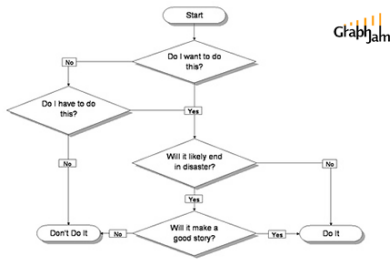 Start
GraphJam
Do I want to do
this?
No
Do I have to do
this?
Yes
Will it likely end
in disaster?
No
No
Yes
Don't Do It
No
Will it make a
good story?
Yes
Do It